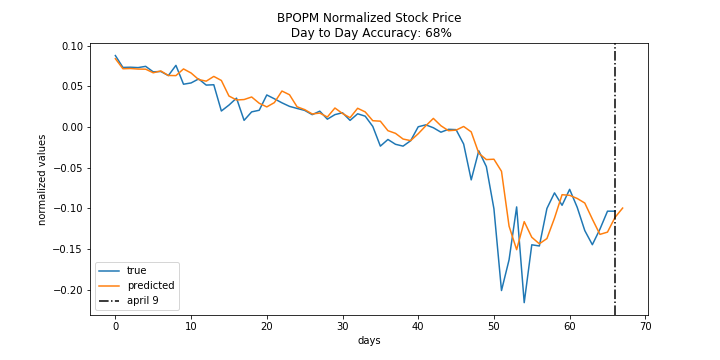 BPOPM Normalized Stock Price
Day to Day Accuracy: 68%
normalized values
0.10
0.05
0.00
−0.05
−0.10
−0.15
−0.20
true
predicted
april 9
0 10 20 30 40 50 60 70
days